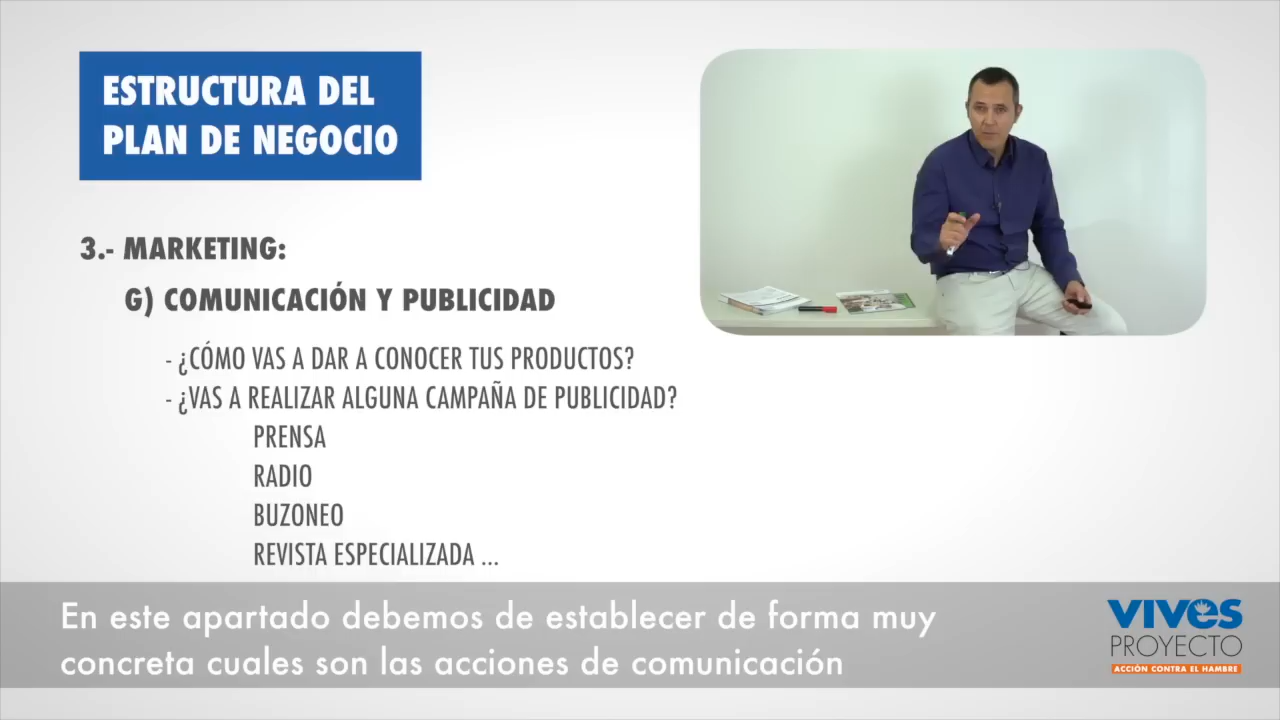 ESTRUCTURA DEL
PLAN DE NEGOCIO
3.- MARKETING:
G) COMUNICACIÓN Y PUBLICIDAD
- ¿CÓMO VAS A DAR A CONOCER TUS PRODUCTOS?
- ¿VAS A REALIZAR ALGUNA CAMPAÑA DE PUBLICIDAD?
PRENSA
RADIO
BUZONEO
REVISTA ESPECIALIZADA ...
En este apartado debemos de establecer de forma muy
concreta cuales son las acciones de comunicación
VIVES
PROYECTO
ACCIÓN CONTRA EL HAMBRE